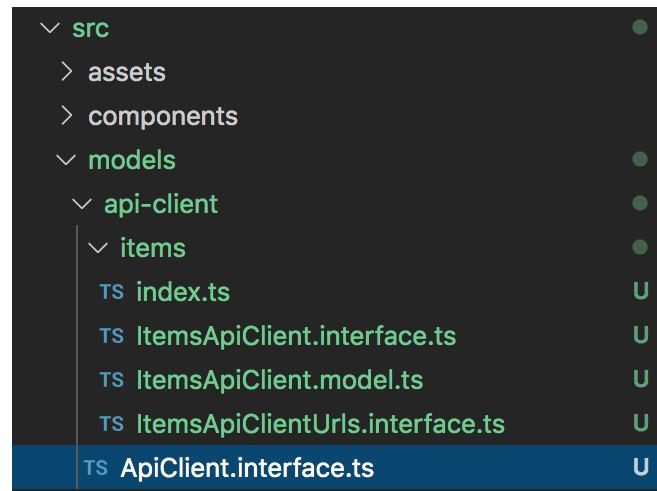 src
assets
components
models
api-client
items
TS index.ts U
TS ItemsApiClient.interface.ts U
TS ItemsApiClient.model.ts U
TS ItemsApiClientUrls.interface.ts U
TS ApiClient.interface.ts U